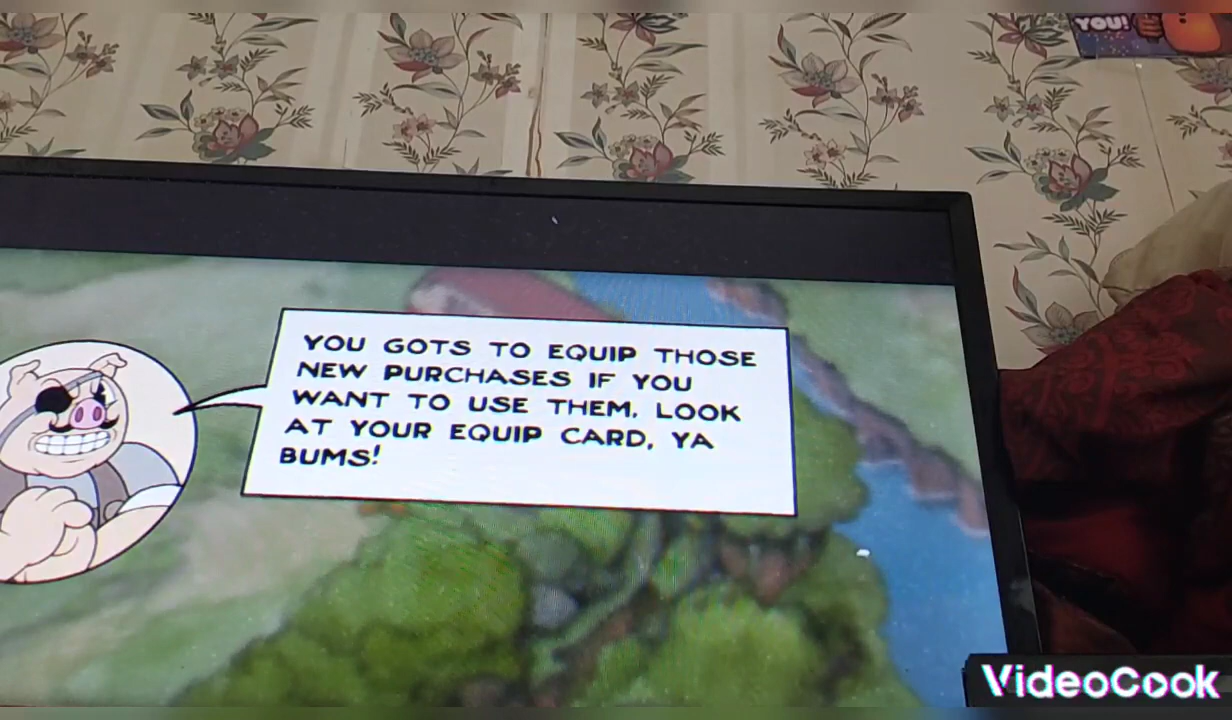 YOU!
YOU GOTS TO EQUIP THOSE
NEW PURCHASES IF YOU
WANT TO USE THEM. LOOK
AT YOUR EQUIP CARD, YA
BUMS!
VideoCook